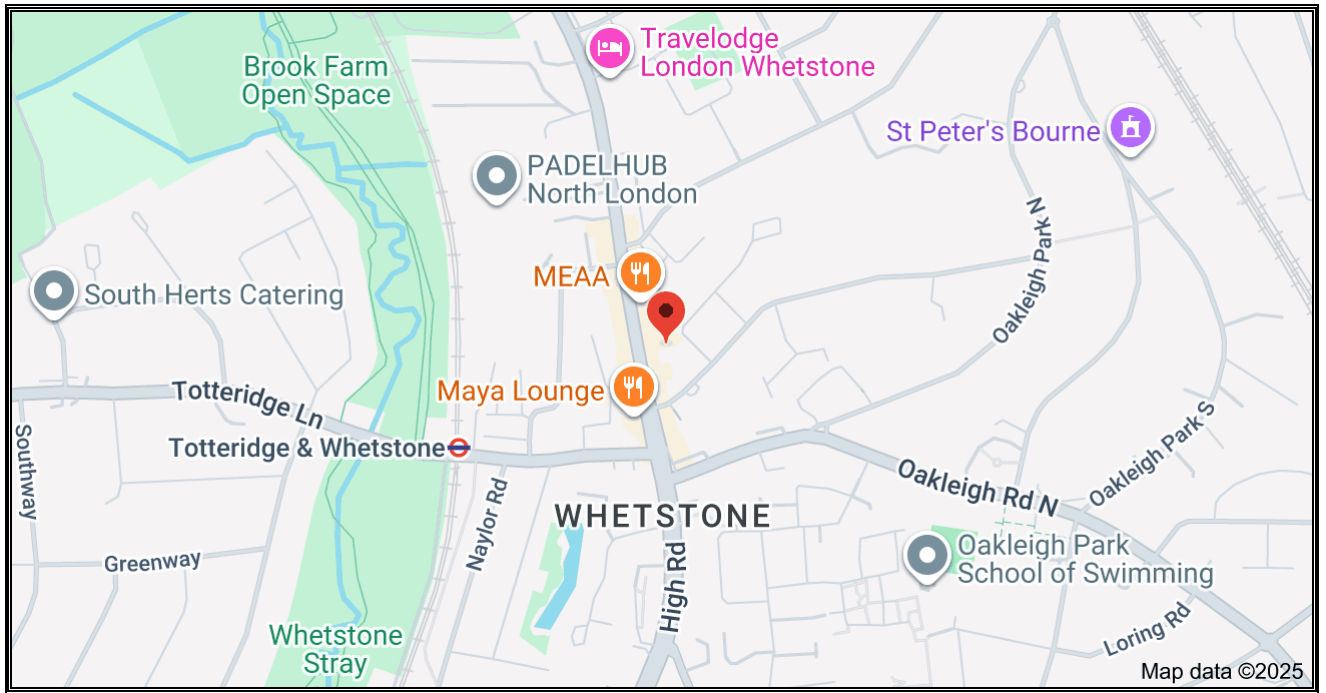 Travelodge
London Whetstone
Brook Farm
Open Space
St Peter's Bourne
PADELHUB
North London
Oakleigh Park N
MEAA
South Herts Catering
Maya Lounge
Totteridge Ln
Totteridge & Whetstone
Southway
Oakleigh Park S
Oakleigh Rd N
Naylor Rd
WHETSTONE
High Rd
Greenway
Oakleigh Park
School of Swimming
Loring Rd
Whetstone
Stray
Map data ©2025